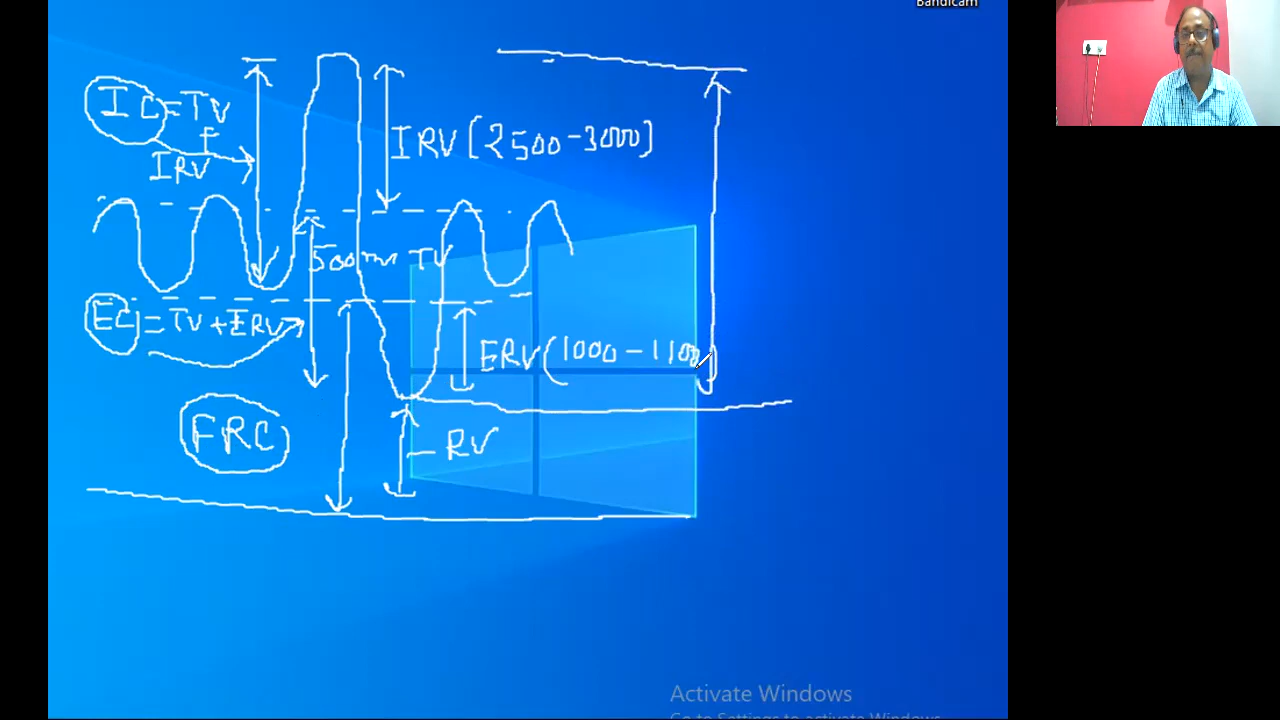 Bandicam
IC=TV
+
IRV
IRV[2500-3000]
500ml TV
EC=TV+ERV
ERV(1000-1100)
FRC
RV
Activate Windows
Go to Settings to activate Windows.